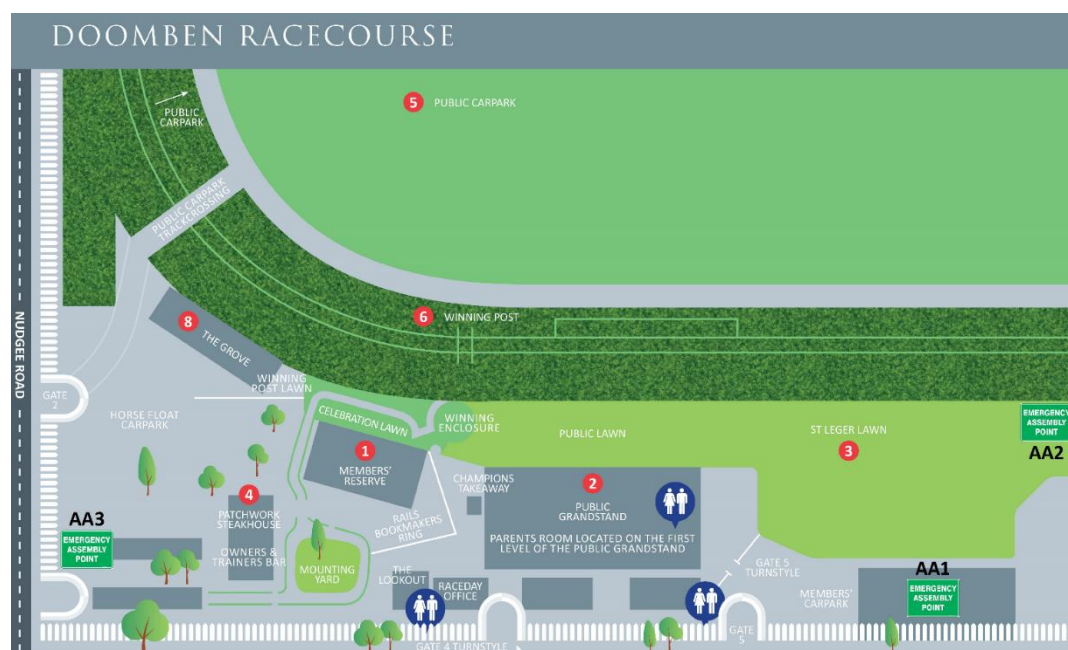 DOOMBEN RACECOURSE
NUDGEE ROAD
PUBLIC
CARPARK
5 PUBLIC CARPARK
PUBLIC CARPARK
TRACKCROSSING
6 WINNING POST
8
THE GROVE
WINNING
POST LAWN
GATE
2
HORSE FLOAT
CARPARK
CELEBRATION LAWN
WINNING
ENCLOSURE
PUBLIC LAWN
ST LEGER LAWN
3
EMERGENCY
ASSEMBLY
POINT
AA2
1
MEMBERS'
RESERVE
CHAMPIONS
TAKEAWAY
2
PUBLIC
GRANDSTAND
PARENTS ROOM LOCATED ON THE FIRST
LEVEL OF THE PUBLIC GRANDSTAND
4
PATCHWORK
STEAKHOUSE
RAILS
BOOKMAKERS
RING
AA3
EMERGENCY
ASSEMBLY
POINT
OWNERS &
TRAINERS BAR
MOUNTING
YARD
THE
LOOKOUT
RACEDAY
OFFICE
GATE 5
TURNSTYLE
MEMBERS'
CARPARK
AA1
EMERGENCY
ASSEMBLY
POINT
GATE
5
GATE 4 TURNSTYLE